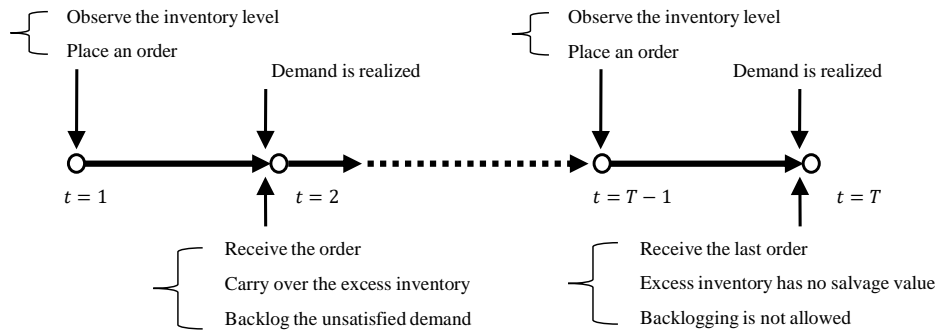 Observe the inventory level
Place an order
Demand is realized
Observe the inventory level
Place an order
Demand is realized
t = 1
t = 2
t = T − 1
t = T
Receive the order
Carry over the excess inventory
Backlog the unsatisfied demand
Receive the last order
Excess inventory has no salvage value
Backlogging is not allowed